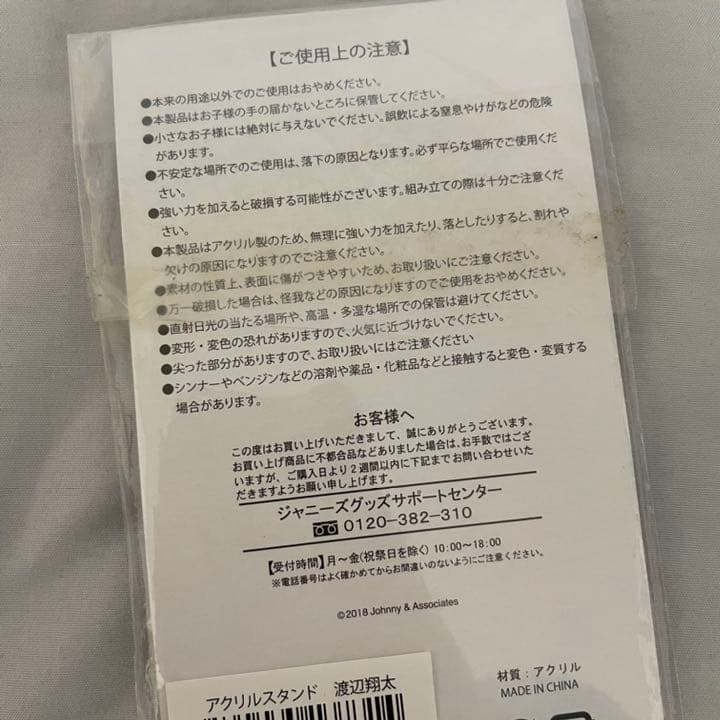 【ご使用上の注意】
●本来の用途以外でのご使用はおやめください。
●本製品はお子様の手の届かないところに保管してください。
●小さなお子様には絶対に与えないでください。誤飲による窒息やけがなどの危険
があります。
●不安定な場所でのご使用は、落下の原因となります。必ず平らな場所でご使用くだ
さい。
●強い力を加えると破損する可能性がございます。組み立ての際は十分ご注意くだ
さい。
●本製品はアクリル製のため、無理に強い力を加えたり、落としたりすると、割れや
欠けの原因になりますのでご注意ください。
●素材の性質上、表面に傷がつきやすいため、お取り扱いにご注意ください。
●万一破損した場合は、怪我などの原因になりますのでご使用をおやめください。
●直射日光の当たる場所や、高温・多湿な場所での保管は避けてください。
●変形・変色の恐れがありますので、火気に近づけないでください。
●尖った部分がありますので、お取り扱いにはご注意ください
●シンナーやベンジンなどの溶剤や薬品・化粧品などと接触すると変色・変質する
場合があります。
お客様へ
この度はお買い上げいただきまして、誠にありがとうございます。
お買い上げ商品に不都合品などありました場合は、お手数ではござ
いますが、ご購入日より2週間以内に下記までお問い合わせいた
だきますようお願い申し上げます。
ジャニーズグッズサポートセンター
0120-382-310
【受付時間】月〜金(祝祭日を除く) 10:00〜18:00
※電話番号はよく確かめてからお間違いのないようにご注意ください。
©2018 Johnny & Associates
アクリルスタンド 渡辺翔太
材質：アクリル
MADE IN CHINA